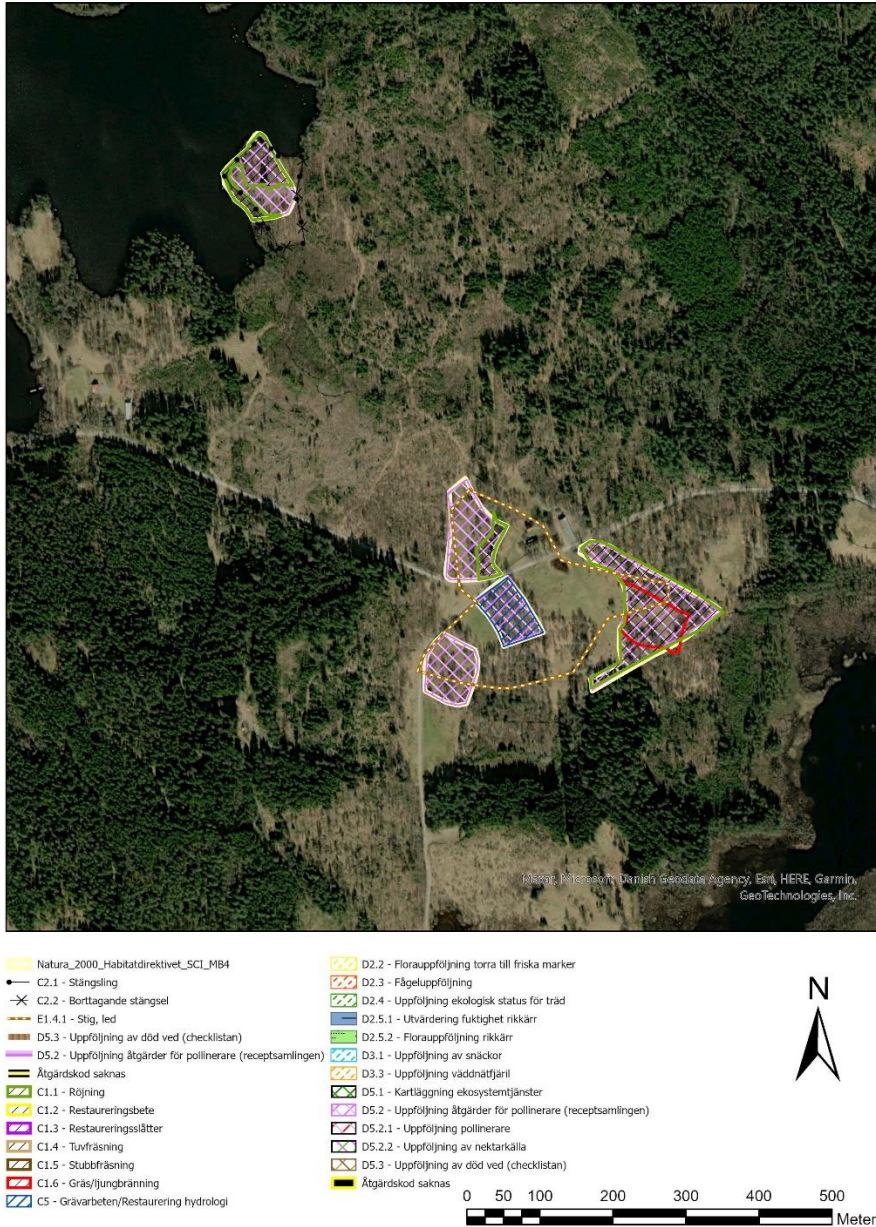 Maxar, Microsoft, Danish Geodata Agency, Esri, HERE, Garmin,
GeoTechnologies, Inc.
Natura_2000_Habitatdirektivet_SCI_MB4
C2.1 - Stängsling
C2.2 - Borttagande stängsel
E1.4.1 - Stig, led
D5.3 - Uppföljning av död ved (checklistan)
D5.2 - Uppföljning åtgärder för pollinerare (receptsamlingen)
Åtgärdskod saknas
C1.1 - Röjning
C1.2 - Restaureringsbete
C1.3 - Restaureringsslåtter
C1.4 - Tuvfräsning
C1.5 - Stubbfräsning
C1.6 - Gräs/ljungbränning
C5 - Grävarbeten/Restaurering hydrologi
D2.2 - Florauppföljning torra till friska marker
D2.3 - Fågeluppföljning
D2.4 - Uppföljning ekologisk status för träd
D2.5.1 - Utvärdering fuktighet rikkärr
D2.5.2 - Florauppföljning rikkärr
D3.1 - Uppföljning av snäckor
D3.3 - Uppföljning väddnätfjäril
D5.1 - Kartläggning ekosystemtjänster
D5.2 - Uppföljning åtgärder för pollinerare (receptsamlingen)
D5.2.1 - Uppföljning pollinerare
D5.2.2 - Uppföljning av nektarkälla
D5.3 - Uppföljning av död ved (checklistan)
Åtgärdskod saknas
N
0 50 100 200 300 400 500
Meter